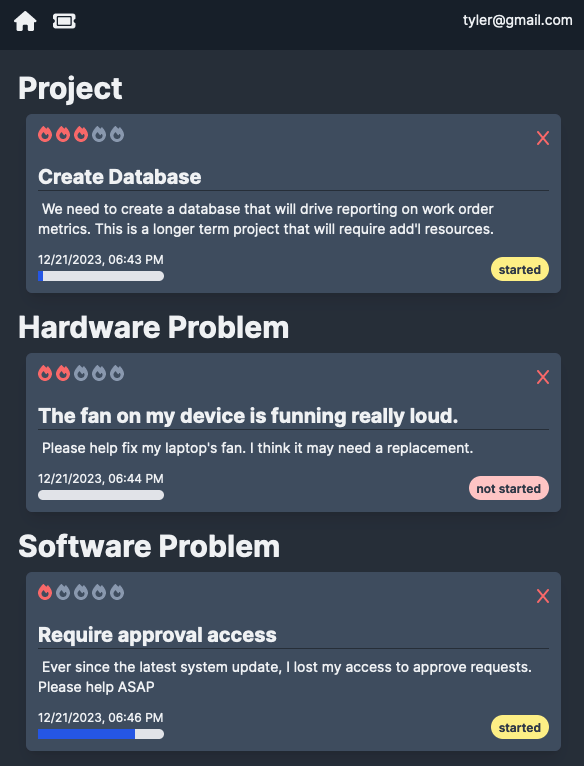 tyler@gmail.com
Project
Create Database
We need to create a database that will drive reporting on work order
metrics. This is a longer term project that will require add'l resources.
12/21/2023, 06:43 PM
started
Hardware Problem
The fan on my device is funning really loud.
Please help fix my laptop's fan. I think it may need a replacement.
12/21/2023, 06:44 PM
not started
Software Problem
Require approval access
Ever since the latest system update, I lost my access to approve requests.
Please help ASAP
12/21/2023, 06:46 PM
started